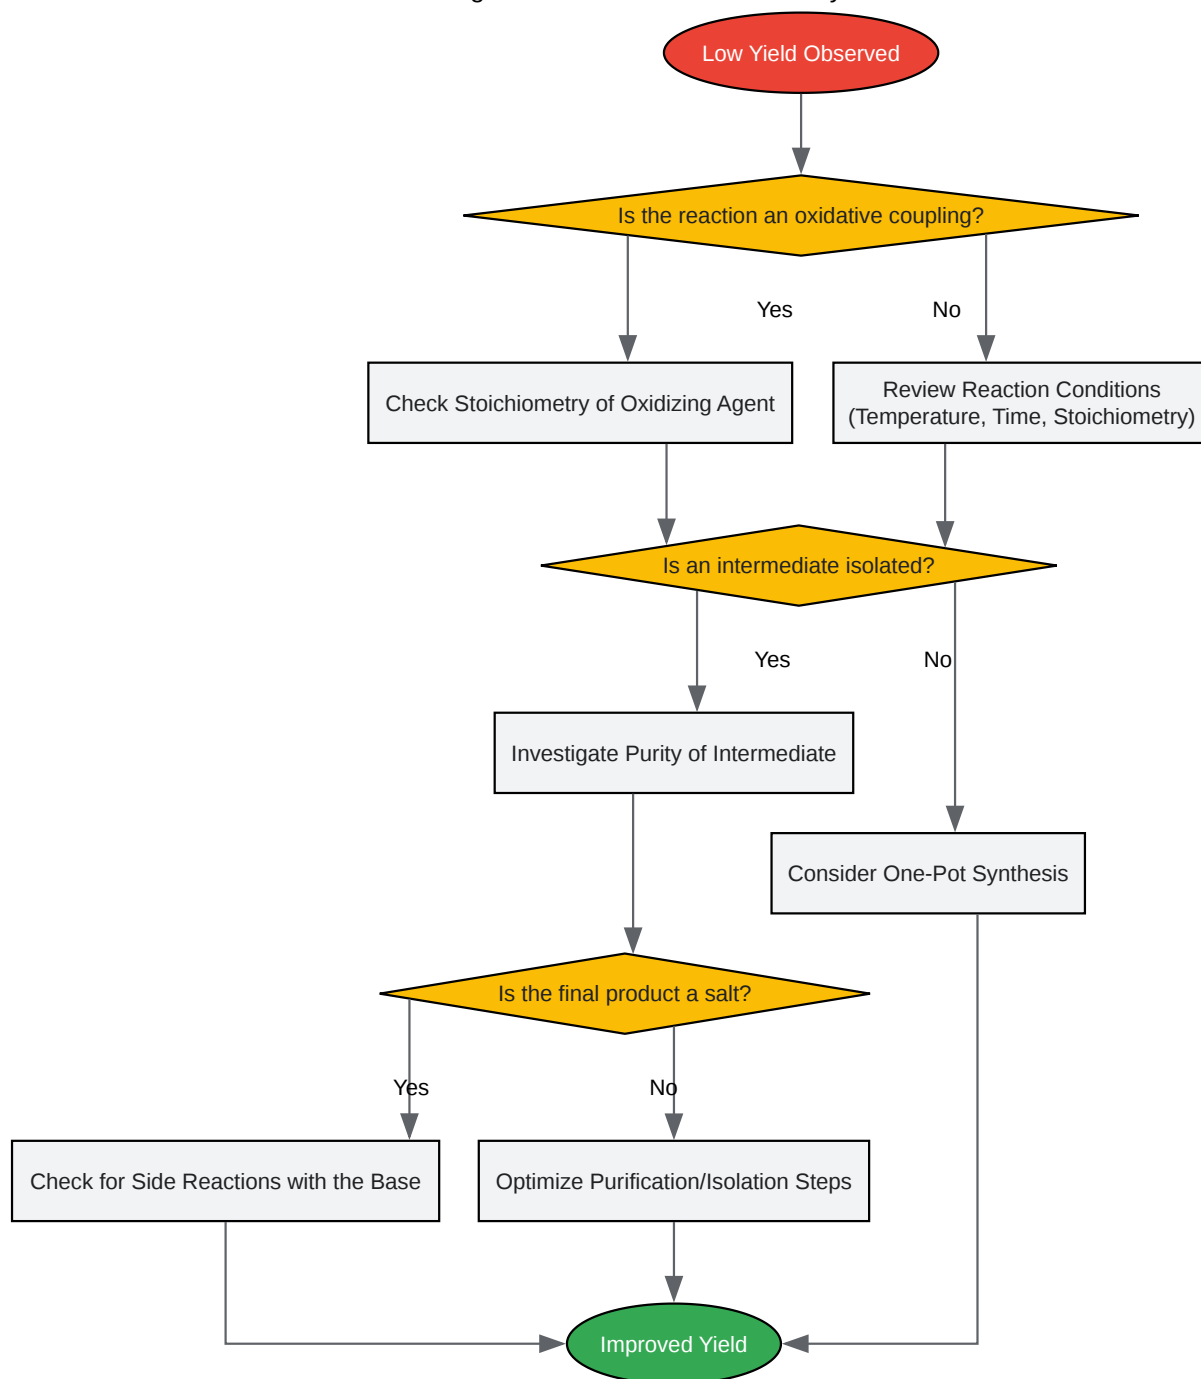 Low Yield Observed
Is the reaction an oxidative coupling?
Yes
No
Check Stoichiometry of Oxidizing Agent
Review Reaction Conditions
(Temperature, Time, Stoichiometry)
Is an intermediate isolated?
Yes
No
Investigate Purity of Intermediate
Consider One-Pot Synthesis
Is the final product a salt?
Yes
No
Check for Side Reactions with the Base
Optimize Purification/Isolation Steps
Improved Yield